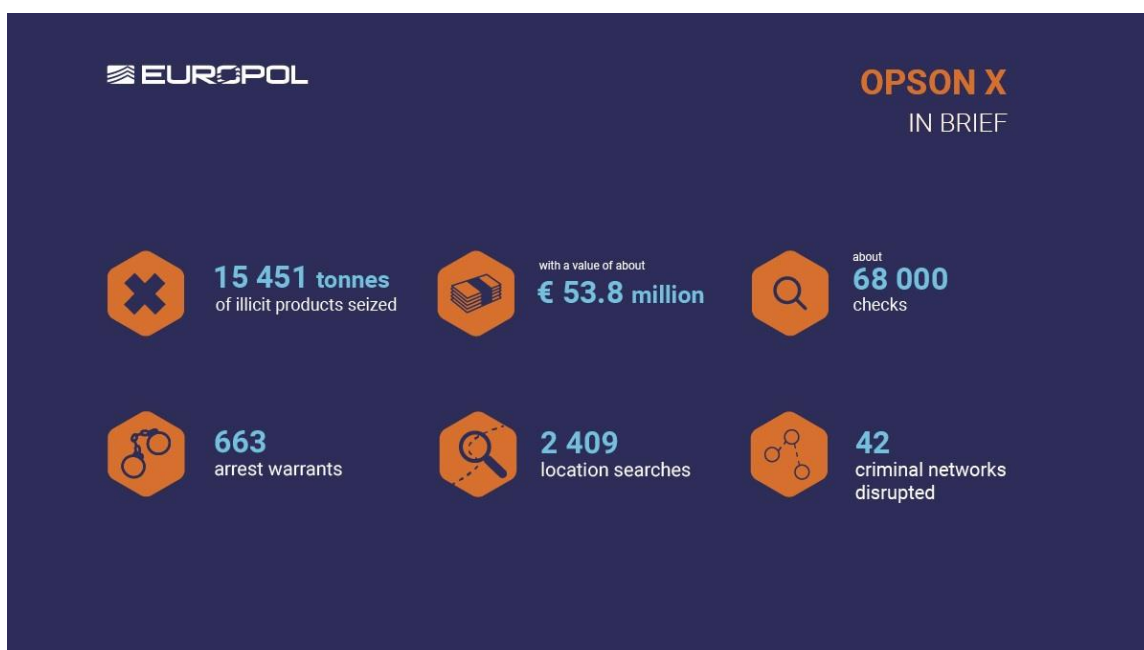 EUROPOL
OPSON X
IN BRIEF
15 451 tonnes
of illicit products seized
with a value of about
€ 53.8 million
about
68 000
checks
663
arrest warrants
2 409
location searches
42
criminal networks
disrupted